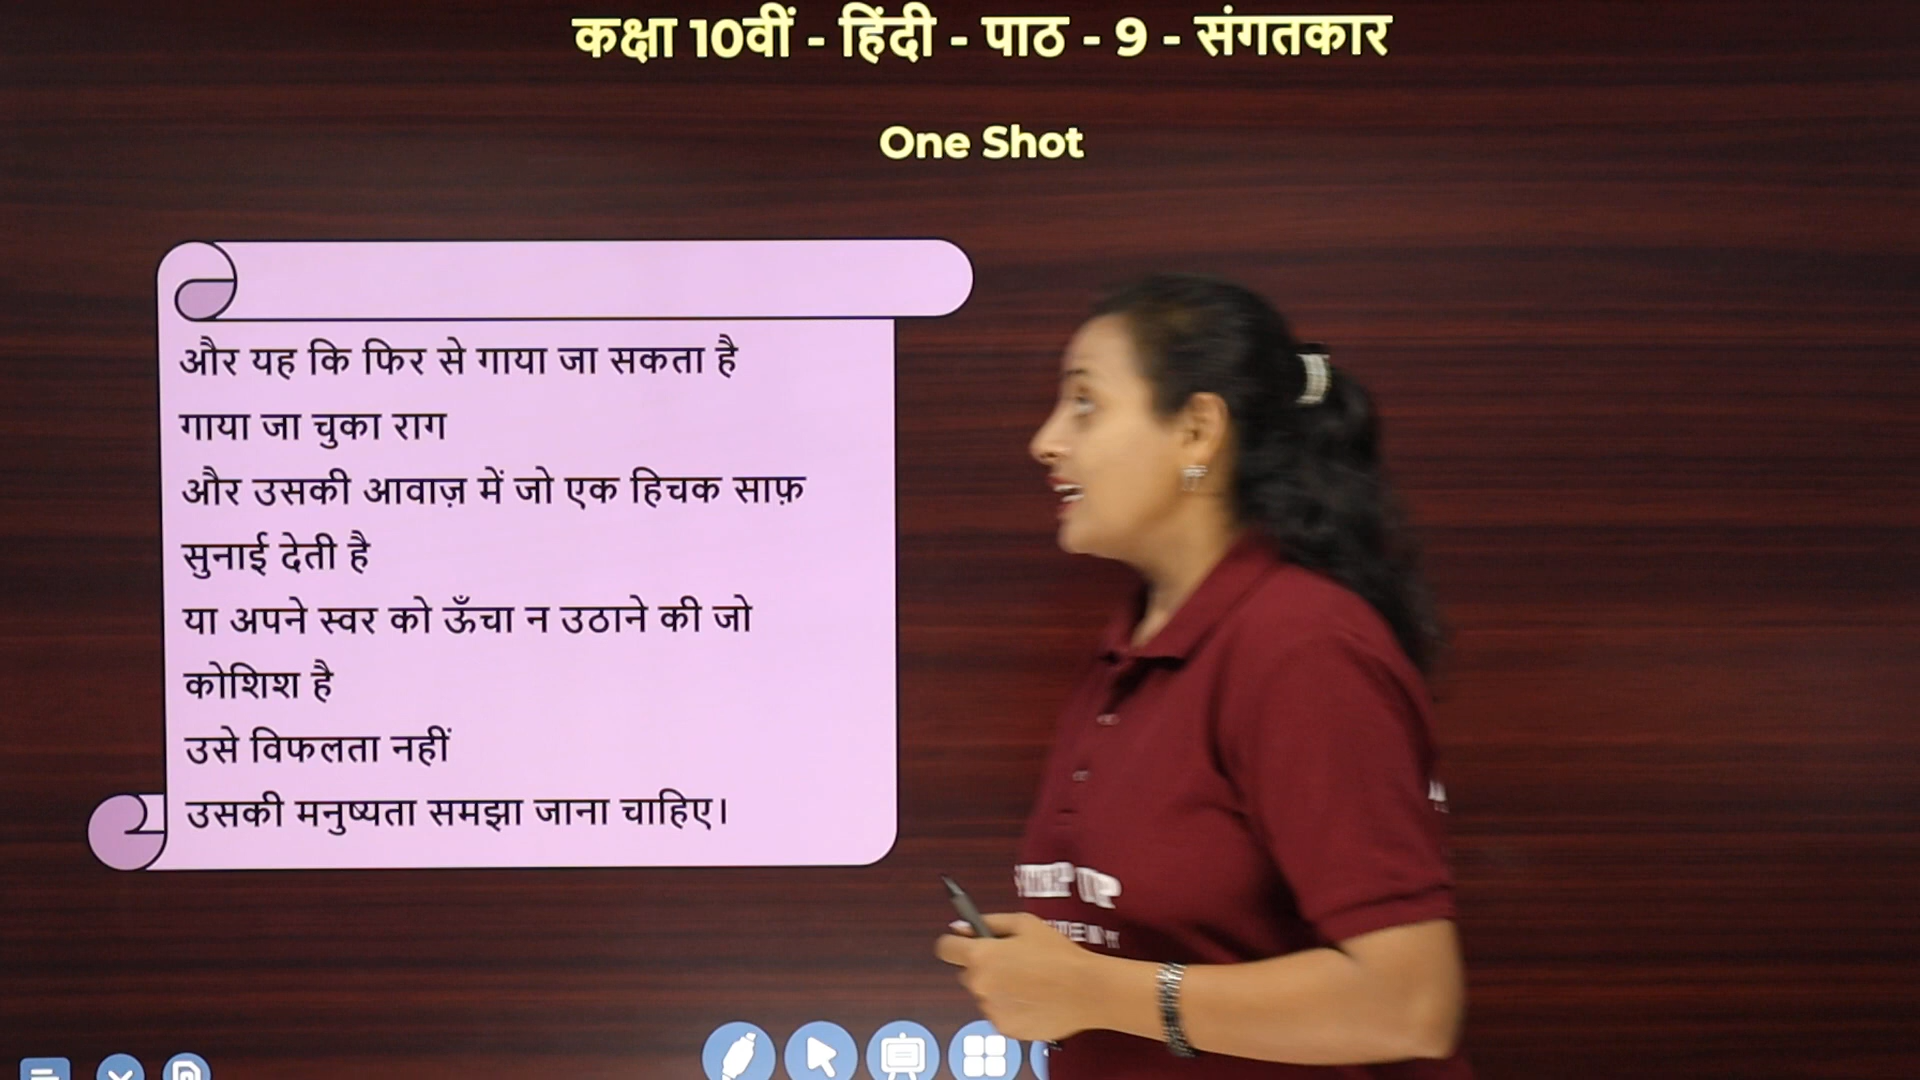 कक्षा 10वीं - हिंदी - पाठ - 9 - संगतकार
One Shot
और यह कि फिर से गाया जा सकता है
गाया जा चुका राग
और उसकी आवाज़ में जो एक हिचक साफ़
सुनाई देती है
या अपने स्वर को ऊँचा न उठाने की जो
कोशिश है
उसे विफलता नहीं
उसकी मनुष्यता समझा जाना चाहिए।